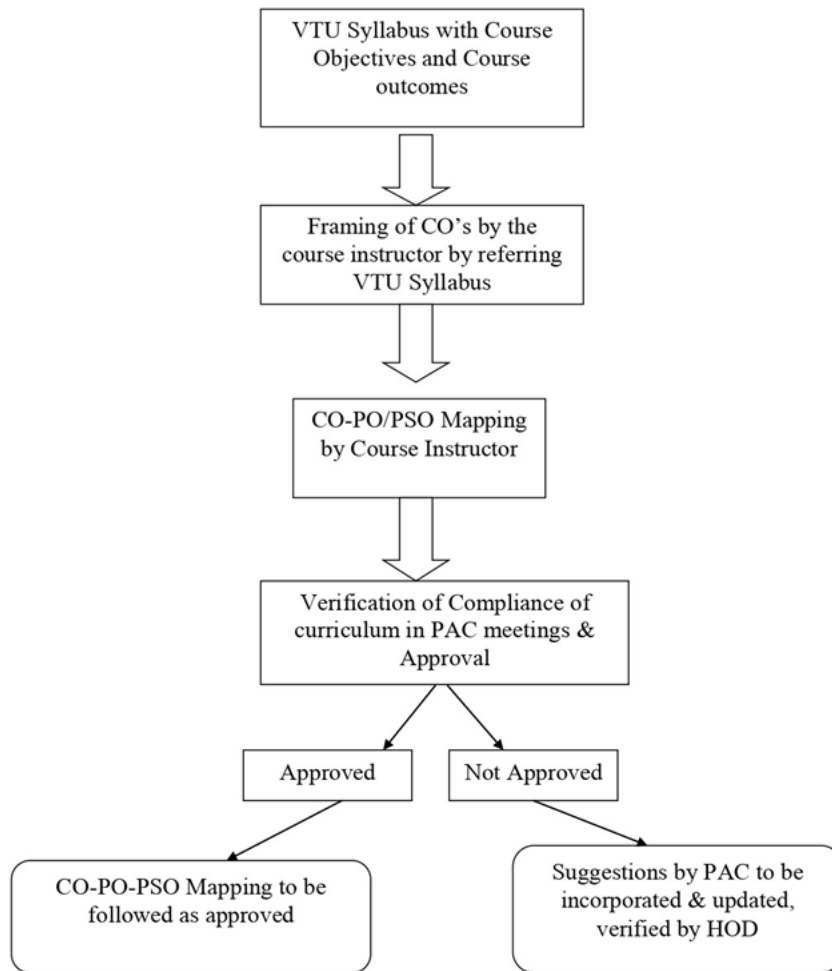 VTU Syllabus with Course
Objectives and Course
outcomes
Framing of CO’s by the
course instructor by referring
VTU Syllabus
CO-PO/PSO Mapping
by Course Instructor
Verification of Compliance of
curriculum in PAC meetings &
Approval
Approved
Not Approved
CO-PO-PSO Mapping to be
followed as approved
Suggestions by PAC to be
incorporated & updated,
verified by HOD